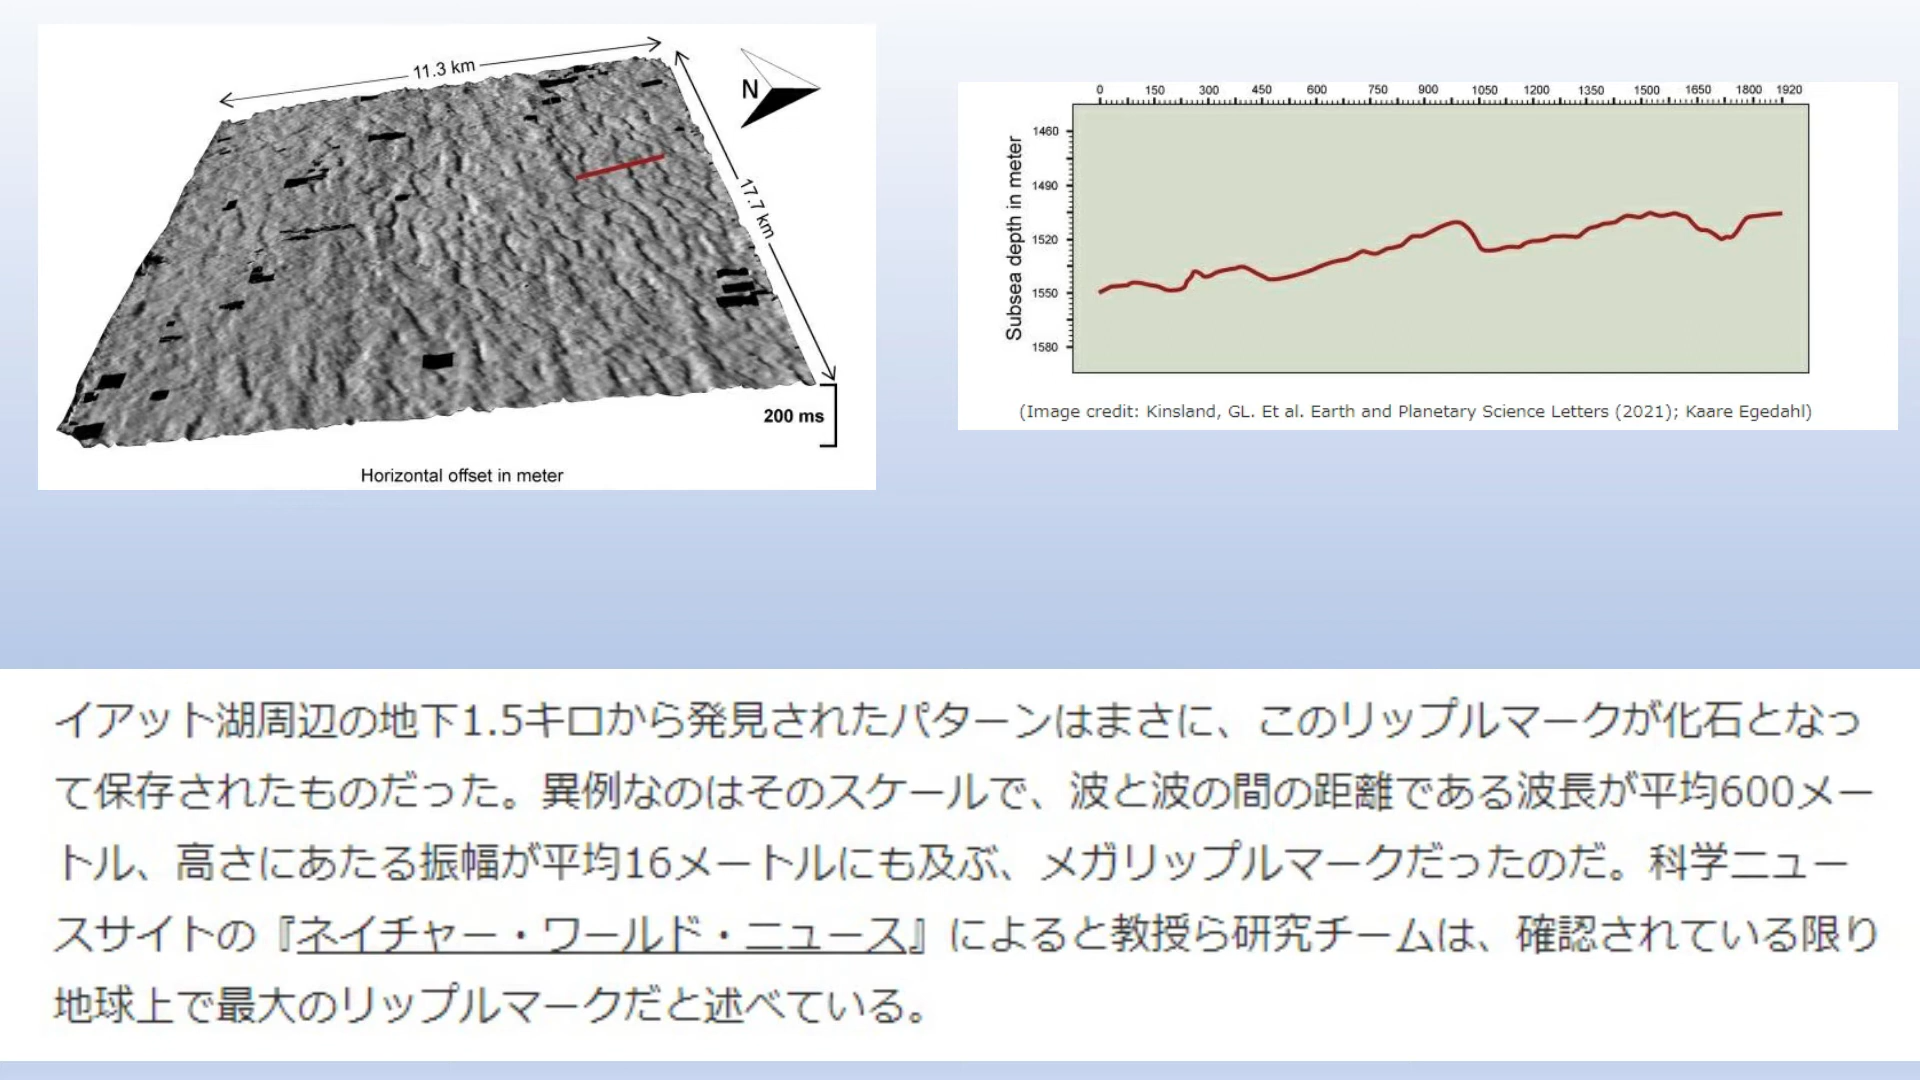 11.3 km
N
17.7 km
200 ms
Horizontal offset in meter
0 150 300 450 600 750 900 1050 1200 1350 1500 1650 1800 1920
Subsea depth in meter
1460
1490
1520
1550
1580
(Image credit: Kinsland, GL. Et al. Earth and Planetary Science Letters (2021); Kaare Egedahl)
イアット湖周辺の地下1.5キロから発見されたパターンはまさに、このリップルマークが化石となっ
て保存されたものだった。異例なのはそのスケールで、波と波の間の距離である波長が平均600メー
トル、高さにあたる振幅が平均16メートルにも及ぶ、メガリップルマークだったのだ。科学ニュー
スサイトの『ネイチャー・ワールド・ニュース』によると教授ら研究チームは、確認されている限り
地球上で最大のリップルマークだと述べている。